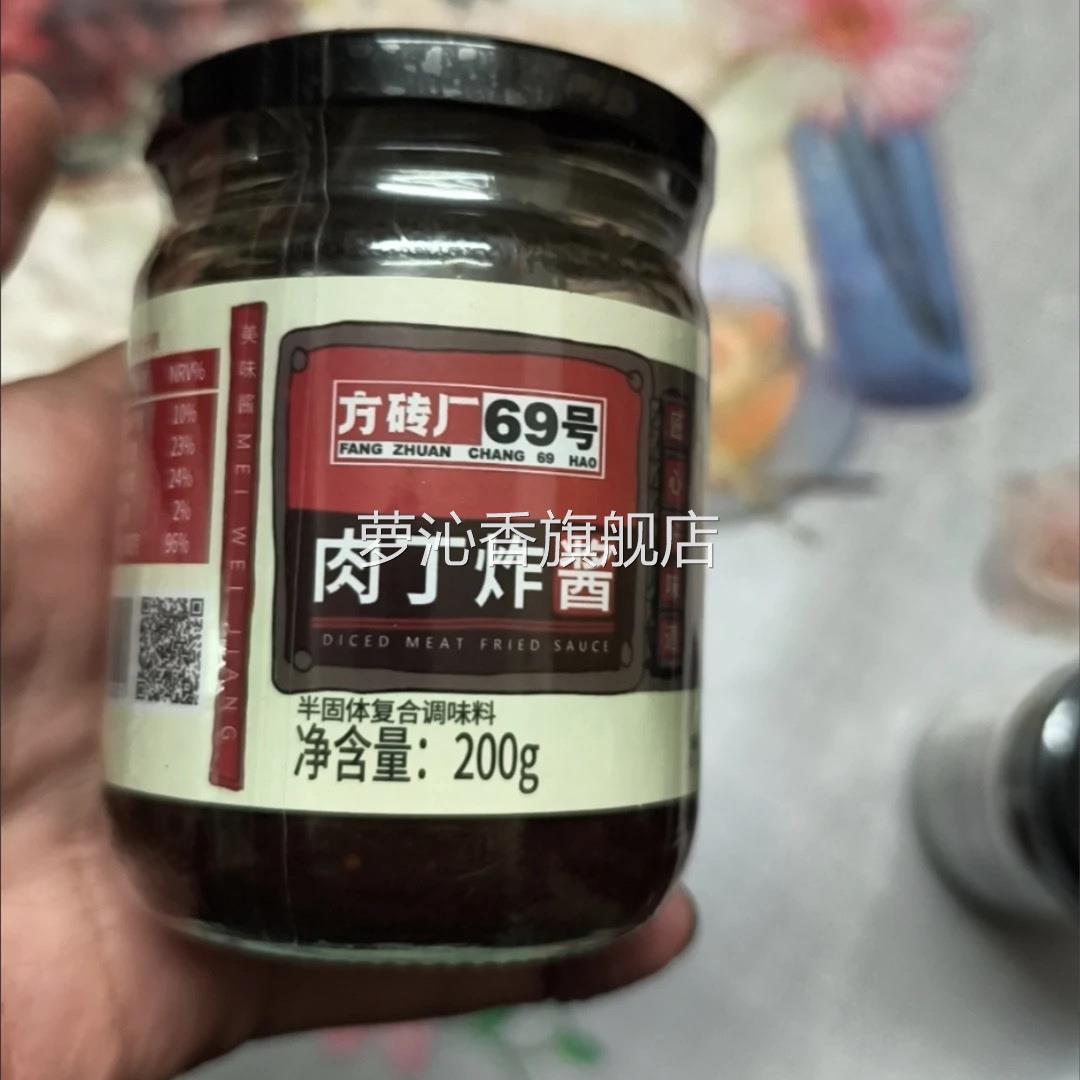 NRV%
10%
23%
24%
2%
96%
美味酱 MEI WEI JIANG
方砖厂69号
FANG ZHUAN CHANG 69 HAO
萝沁香旗舰店
肉丁炸酱
DICED MEAT FRIED SAUCE
半固体复合调味料
净含量：200g
心
味